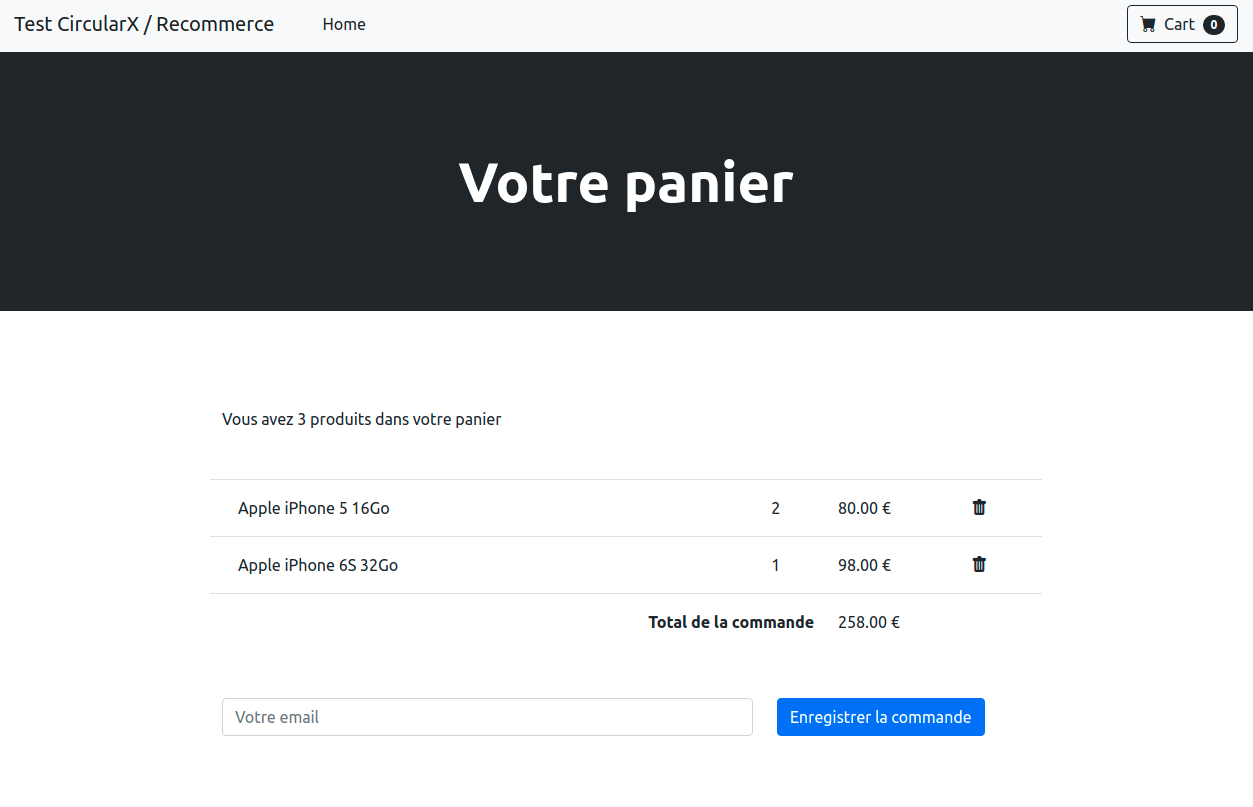 Test CircularX / Recommerce Home Cart 0
Votre panier
Vous avez 3 produits dans votre panier
Apple iPhone 5 16Go 2 80.00 €
Apple iPhone 6S 32Go 1 98.00 €
Total de la commande 258.00 €
Votre email Enregistrer la commande